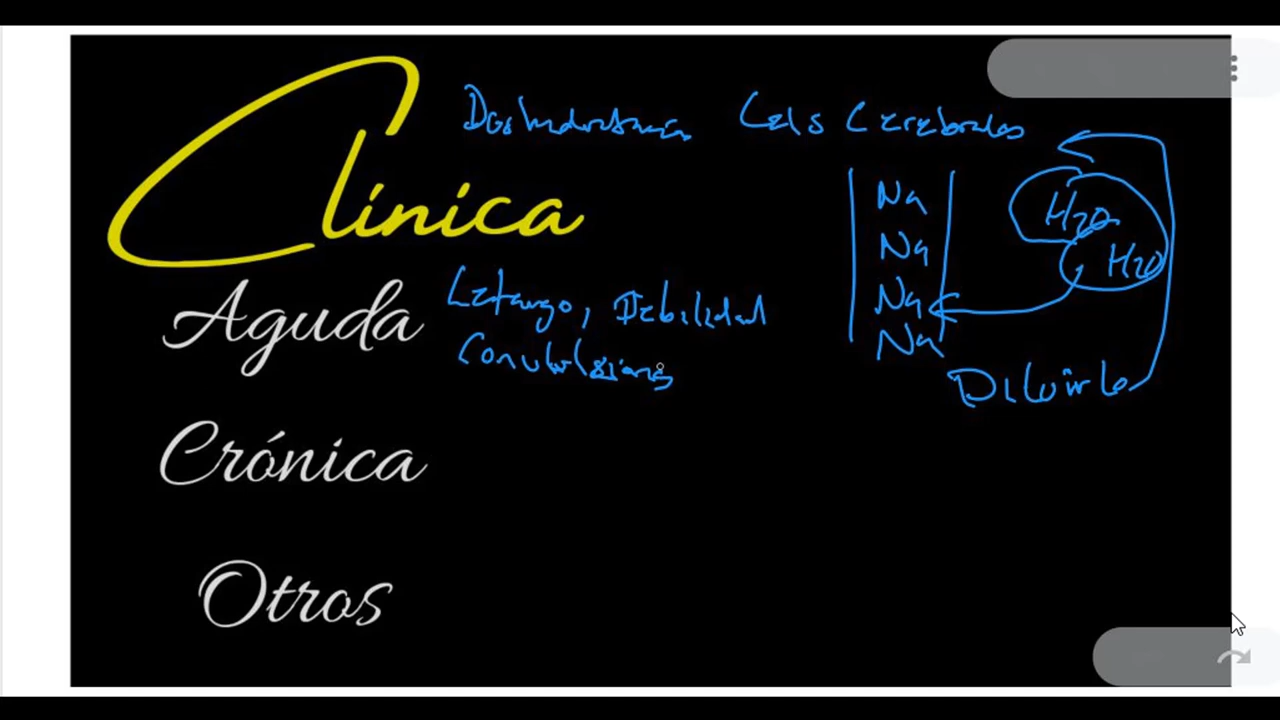 Clínica
Deshidratación Cels Cerebrales
Na
Na
Na
Na
H2O
H2O
Diluirlo
Aguda
Letargo, Debilidad
Convulsiones
Crónica
Otros